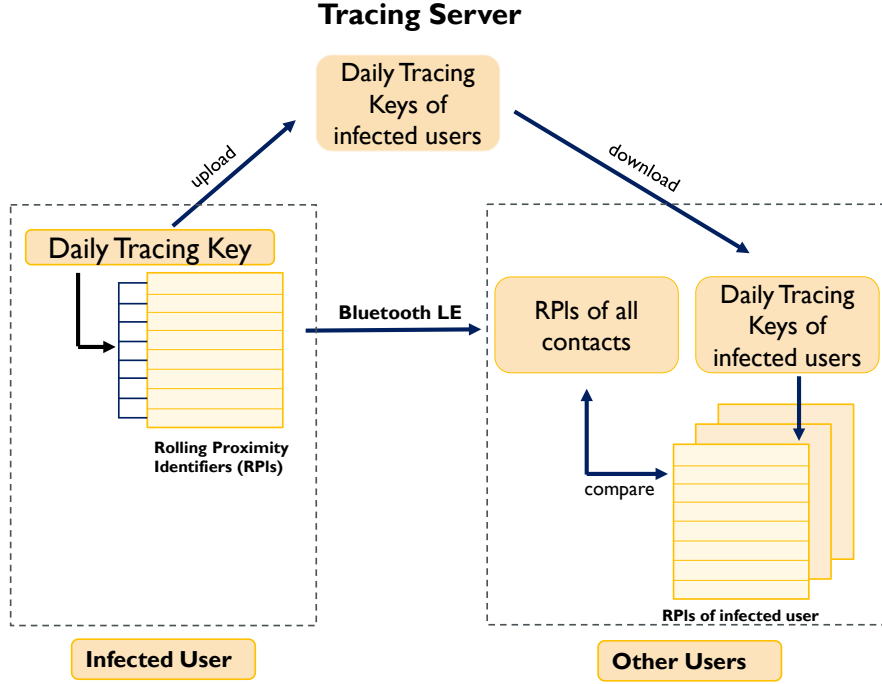 Tracing Server
Daily Tracing
Keys of
infected users
upload
download
Daily Tracing Key
Bluetooth LE
RPIs of all
contacts
Daily Tracing
Keys of
infected users
Rolling Proximity
Identifiers (RPIs)
compare
RPIs of infected user
Infected User
Other Users